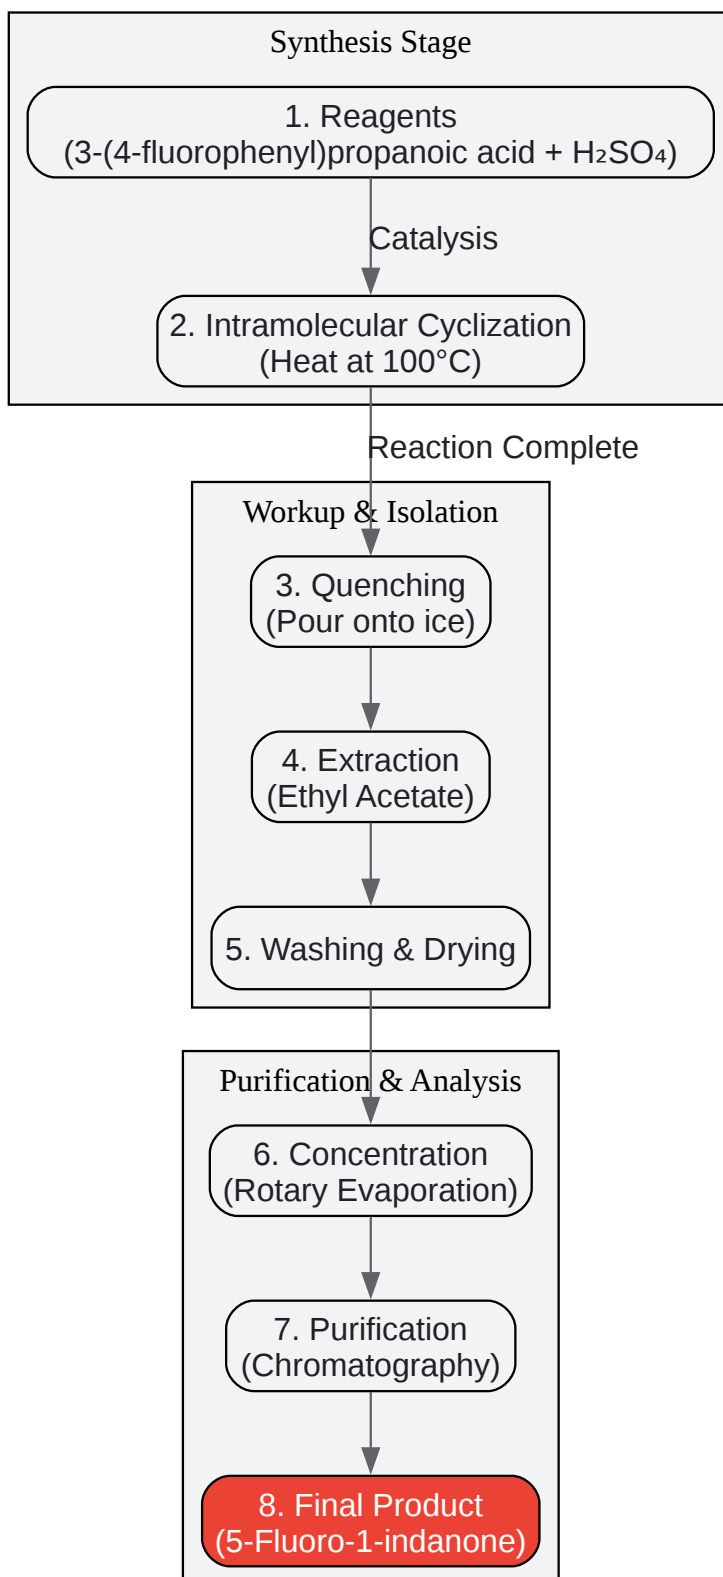 Synthesis Stage
1. Reagents
(3-(4-fluorophenyl)propanoic acid + H₂SO₄)
Catalysis
2. Intramolecular Cyclization
(Heat at 100°C)
Reaction Complete
Workup & Isolation
3. Quenching
(Pour onto ice)
4. Extraction
(Ethyl Acetate)
5. Washing & Drying
Purification & Analysis
6. Concentration
(Rotary Evaporation)
7. Purification
(Chromatography)
8. Final Product
(5-Fluoro-1-indanone)